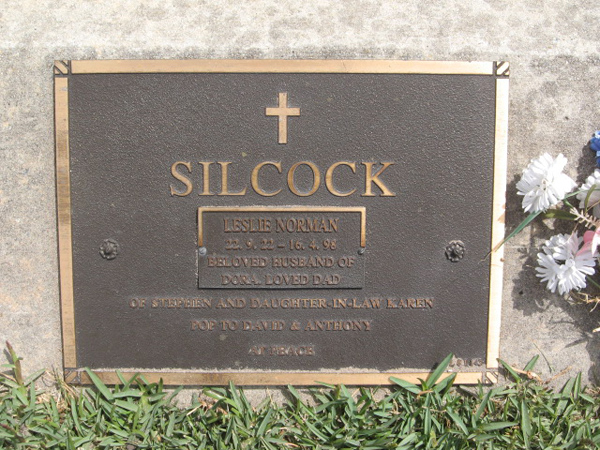 SILCOCK
LESLIE NORMAN
22. 9. 22 – 16. 4. 98
BELOVED HUSBAND OF
DORA. LOVED DAD
OF STEPHEN AND DAUGHTER-IN-LAW KAREN
POP TO DAVID & ANTHONY
AT PEACE